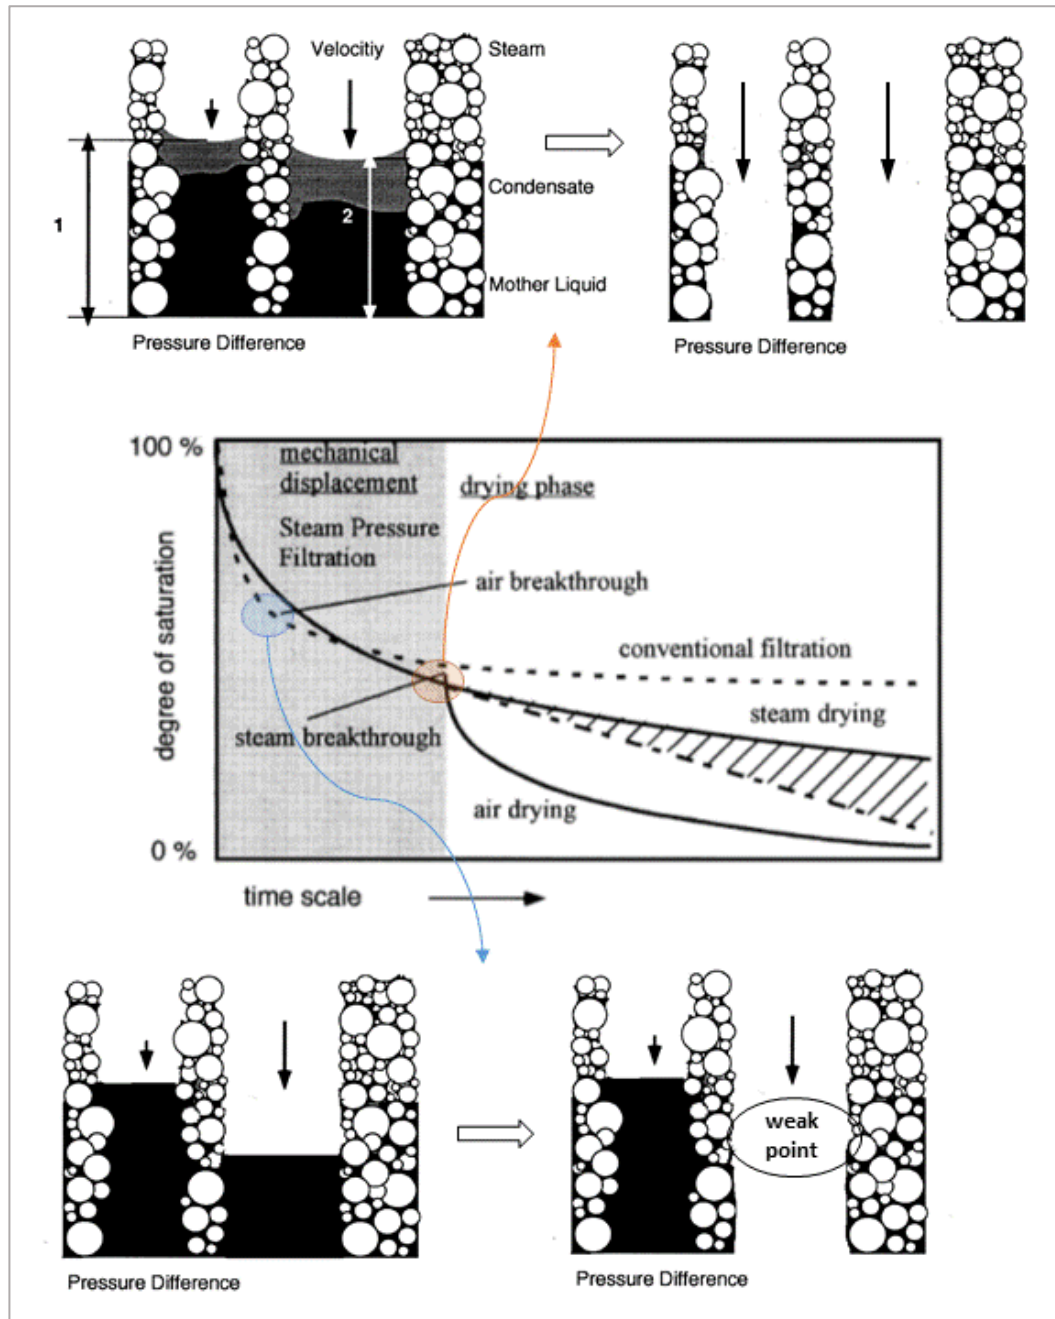 Velocitiy
Steam
Condensate
Mother Liquid
1
2
Pressure Difference
Pressure Difference
100 %
0 %
degree of saturation
mechanical
displacement
Steam Pressure
Filtration
drying phase
air breakthrough
conventional filtration
steam drying
steam breakthrough
air drying
time scale
weak
point
Pressure Difference
Pressure Difference